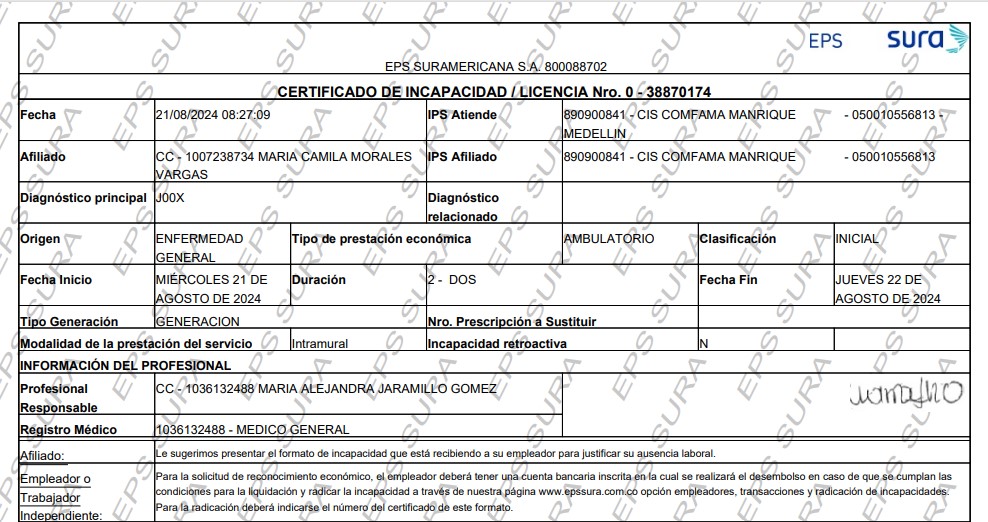 EPS sura
EPS SURAMERICANA S.A. 800088702
CERTIFICADO DE INCAPACIDAD / LICENCIA Nro. 0 - 38870174
Fecha 21/08/2024 08:27:09 IPS Atiende 890900841 - CIS COMFAMA MANRIQUE - 050010556813 -
MEDELLIN
Afiliado CC - 1007238734 MARIA CAMILA MORALES IPS Afiliado 890900841 - CIS COMFAMA MANRIQUE - 050010556813
VARGAS
Diagnóstico principal J00X Diagnóstico
relacionado
Origen ENFERMEDAD Tipo de prestación económica AMBULATORIO Clasificación INICIAL
GENERAL
Fecha Inicio MIÉRCOLES 21 DE Duración 2 - DOS Fecha Fin JUEVES 22 DE
AGOSTO DE 2024 AGOSTO DE 2024
Tipo Generación GENERACION Nro. Prescripción a Sustituir
Modalidad de la prestación del servicio Intramural Incapacidad retroactiva N
INFORMACIÓN DEL PROFESIONAL
Profesional CC - 1036132488 MARIA ALEJANDRA JARAMILLO GOMEZ
Responsable
Registro Médico 1036132488 - MEDICO GENERAL
Afiliado: Le sugerimos presentar el formato de incapacidad que está recibiendo a su empleador para justificar su ausencia laboral.
Empleador o Para la solicitud de reconocimiento económico, el empleador deberá tener una cuenta bancaria inscrita en la cual se realizará el desembolso en caso de que se cumplan las
Trabajador condiciones para la liquidación y radicar la incapacidad a través de nuestra página www.epssura.com.co opción empleadores, transacciones y radicación de incapacidades.
Independiente: Para la radicación deberá indicarse el número del certificado de este formato.